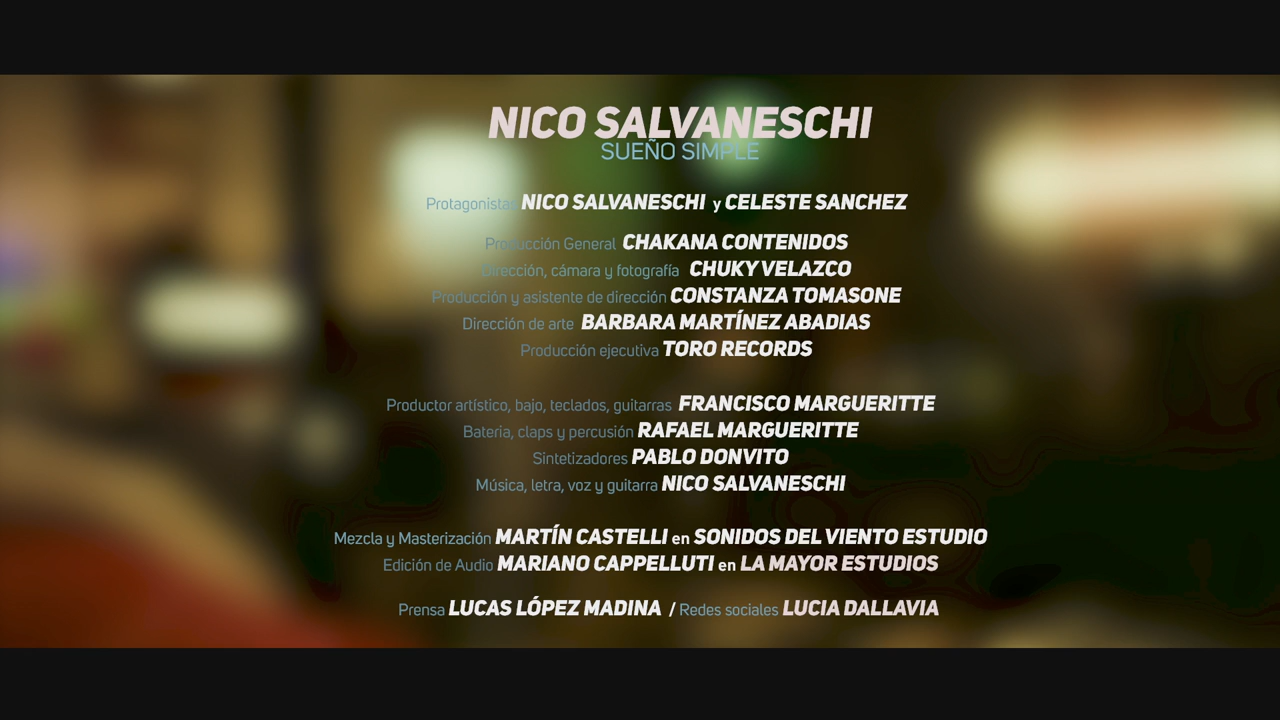 NICO SALVANESCHI
SUEÑO SIMPLE
Protagonistas NICO SALVANESCHI y CELESTE SANCHEZ
Producción General CHAKANA CONTENIDOS
Dirección, cámara y fotografía CHUKY VELAZCO
Producción y asistente de dirección CONSTANZA TOMASONE
Dirección de arte BARBARA MARTÍNEZ ABADIAS
Producción ejecutiva TORO RECORDS
Productor artístico, bajo, teclados, guitarras FRANCISCO MARGUERITTE
Bateria, claps y percusión RAFAEL MARGUERITTE
Sintetizadores PABLO DONVITO
Música, letra, voz y guitarra NICO SALVANESCHI
Mezcla y Masterización MARTÍN CASTELLI en SONIDOS DEL VIENTO ESTUDIO
Edición de Audio MARIANO CAPPELLUTI en LA MAYOR ESTUDIOS
Prensa LUCAS LÓPEZ MADINA / Redes sociales LUCIA DALLAVIA